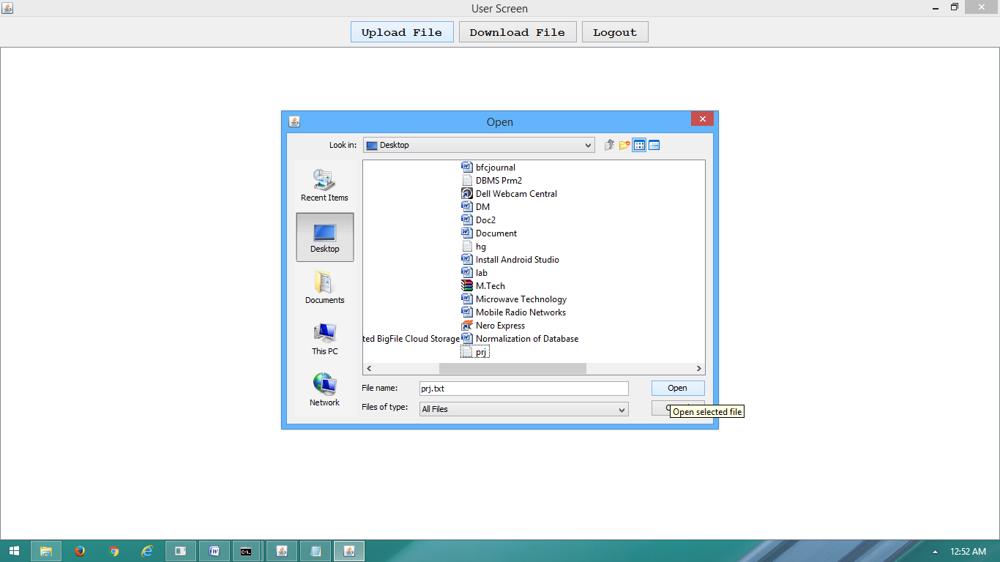 User Screen
Upload File Download File Logout
Open
Look in: Desktop
Recent Items
Desktop
Documents
This PC
Network
bfcjournal
DBMS Prm2
Dell Webcam Central
DM
Doc2
Document
hg
Install Android Studio
lab
M.Tech
Microwave Technology
Mobile Radio Networks
Nero Express
ted BigFile Cloud Storage Normalization of Database
prj
File name: prj.txt Open
Files of type: All Files
Open selected file
12:52 AM